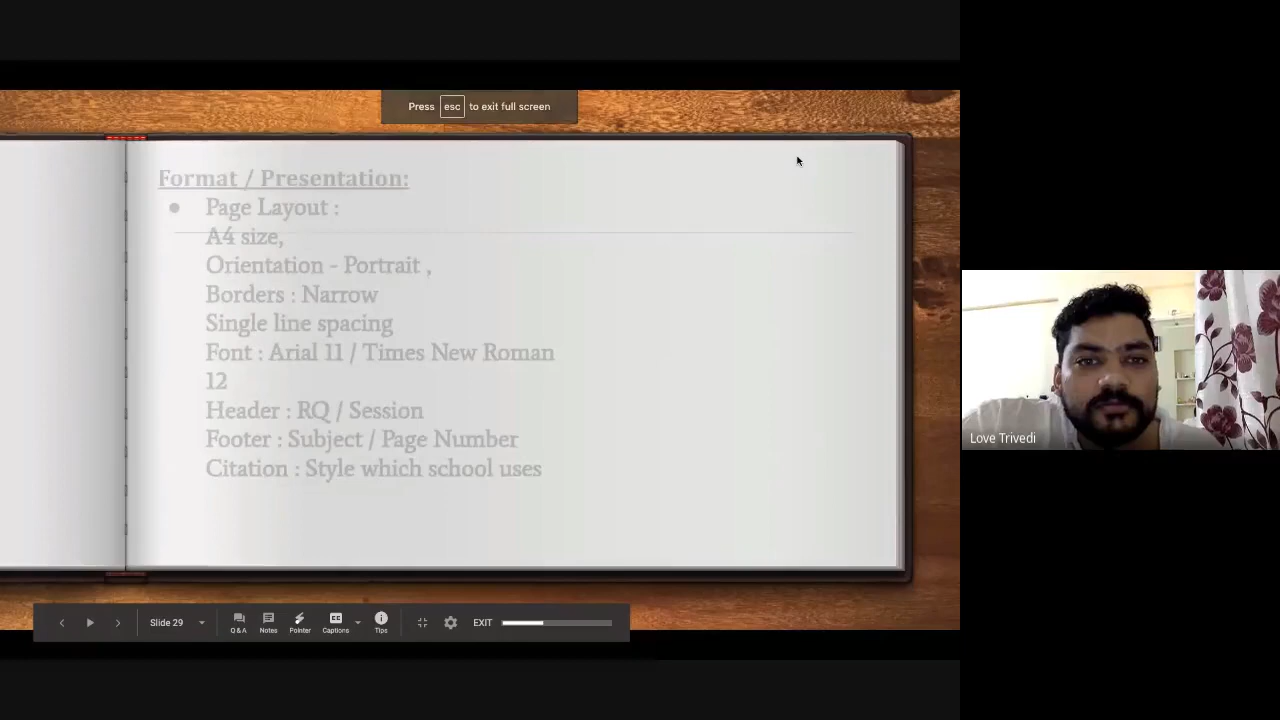 Press esc to exit full screen
Format / Presentation:
● Page Layout :
A4 size,
Orientation - Portrait ,
Borders : Narrow
Single line spacing
Font : Arial 11 / Times New Roman
12
Header : RQ / Session
Footer : Subject / Page Number
Citation : Style which school uses
Love Trivedi
Slide 29
Q & A
Notes
Pointer
CC
Captions
Tips
EXIT